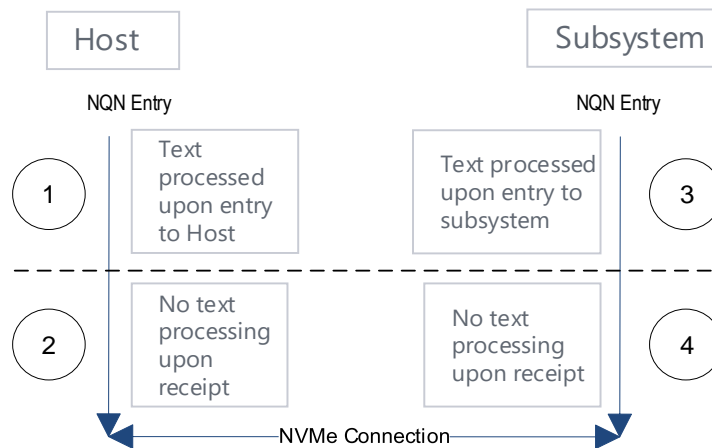 Host
Subsystem
NQN Entry
NQN Entry
1
Text
processed
upon entry
to Host
Text processed
upon entry to
subsystem
3
2
No text
processing
upon
receipt
No text
processing
upon receipt
4
NVMe Connection